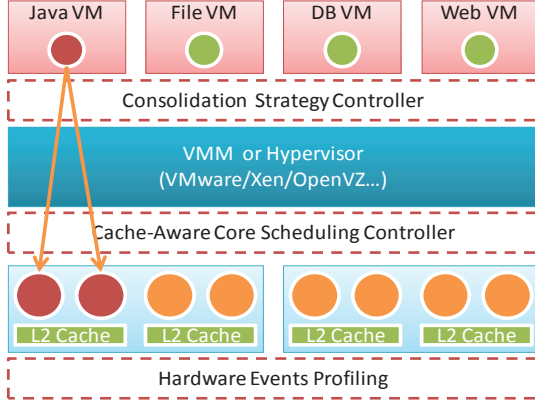 Java VM File VM DB VM Web VM
Consolidation Strategy Controller
VMM or Hypervisor
(VMware/Xen/OpenVZ...)
Cache-Aware Core Scheduling Controller
L2 Cache L2 Cache L2 Cache L2 Cache
Hardware Events Profiling